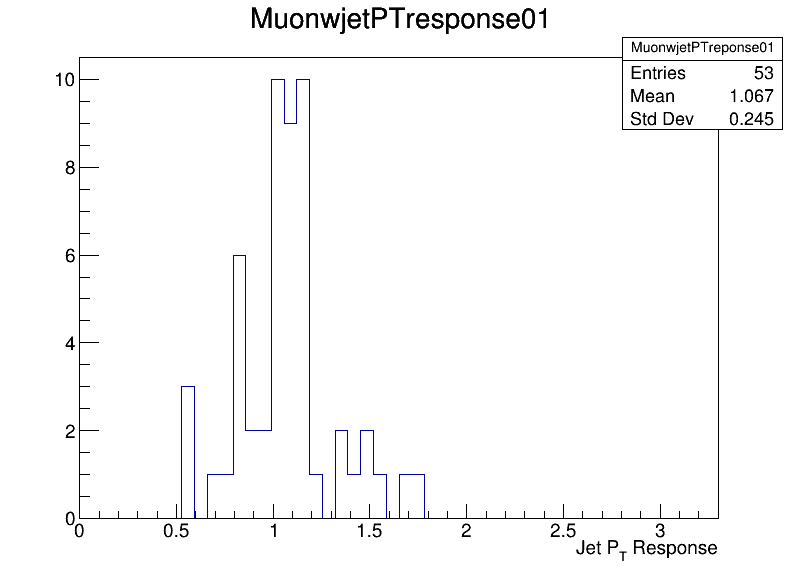 MuonwjetPTresponse01
MuonwjetPTreponse01
Entries 53
Mean 1.067
Std Dev 0.245
10
8
6
4
2
0
0 0.5 1 1.5 2 2.5 3
Jet P_T Response